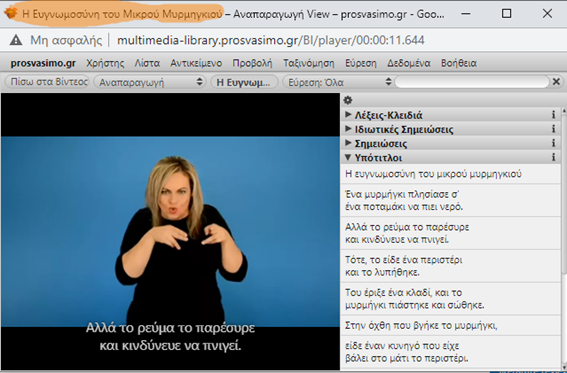 Η Ευγνωμοσύνη του Μικρού Μυρμηγκιού – Αναπαραγωγή View – prosvasimo.gr - Goo...
Μη ασφαλής | multimedia-library.prosvasimo.gr/BI/player/00:00:11.644
prosvasimo.gr Χρήστης Λίστα Αντικείμενο Προβολή Ταξινόμηση Εύρεση Δεδομένα Βοήθεια
Πίσω στα Βίντεο Αναπαραγωγή Η Ευγνωμ... Εύρεση: Όλα
Λέξεις-Κλειδιά
Ιδιωτικές Σημειώσεις
Σημειώσεις
Υπότιτλοι
Η ευγνωμοσύνη του μικρού μυρμηγκιού
Ένα μυρμήγκι πλησίασε σ'
ένα ποταμάκι να πιει νερό.
Αλλά το ρεύμα το παρέσυρε
και κινδύνευε να πνιγεί.
Τότε, το είδε ένα περιστέρι
και το λυπήθηκε.
Του έριξε ένα κλαδί, και το
μυρμήγκι πιάστηκε και σώθηκε.
Στην όχθη που βγήκε το μυρμήγκι,
είδε έναν κυνηγό που είχε
βάλει στο μάτι το περιστέρι.
Αλλά το ρεύμα το παρέσυρε
και κινδύνευε να πνιγεί.